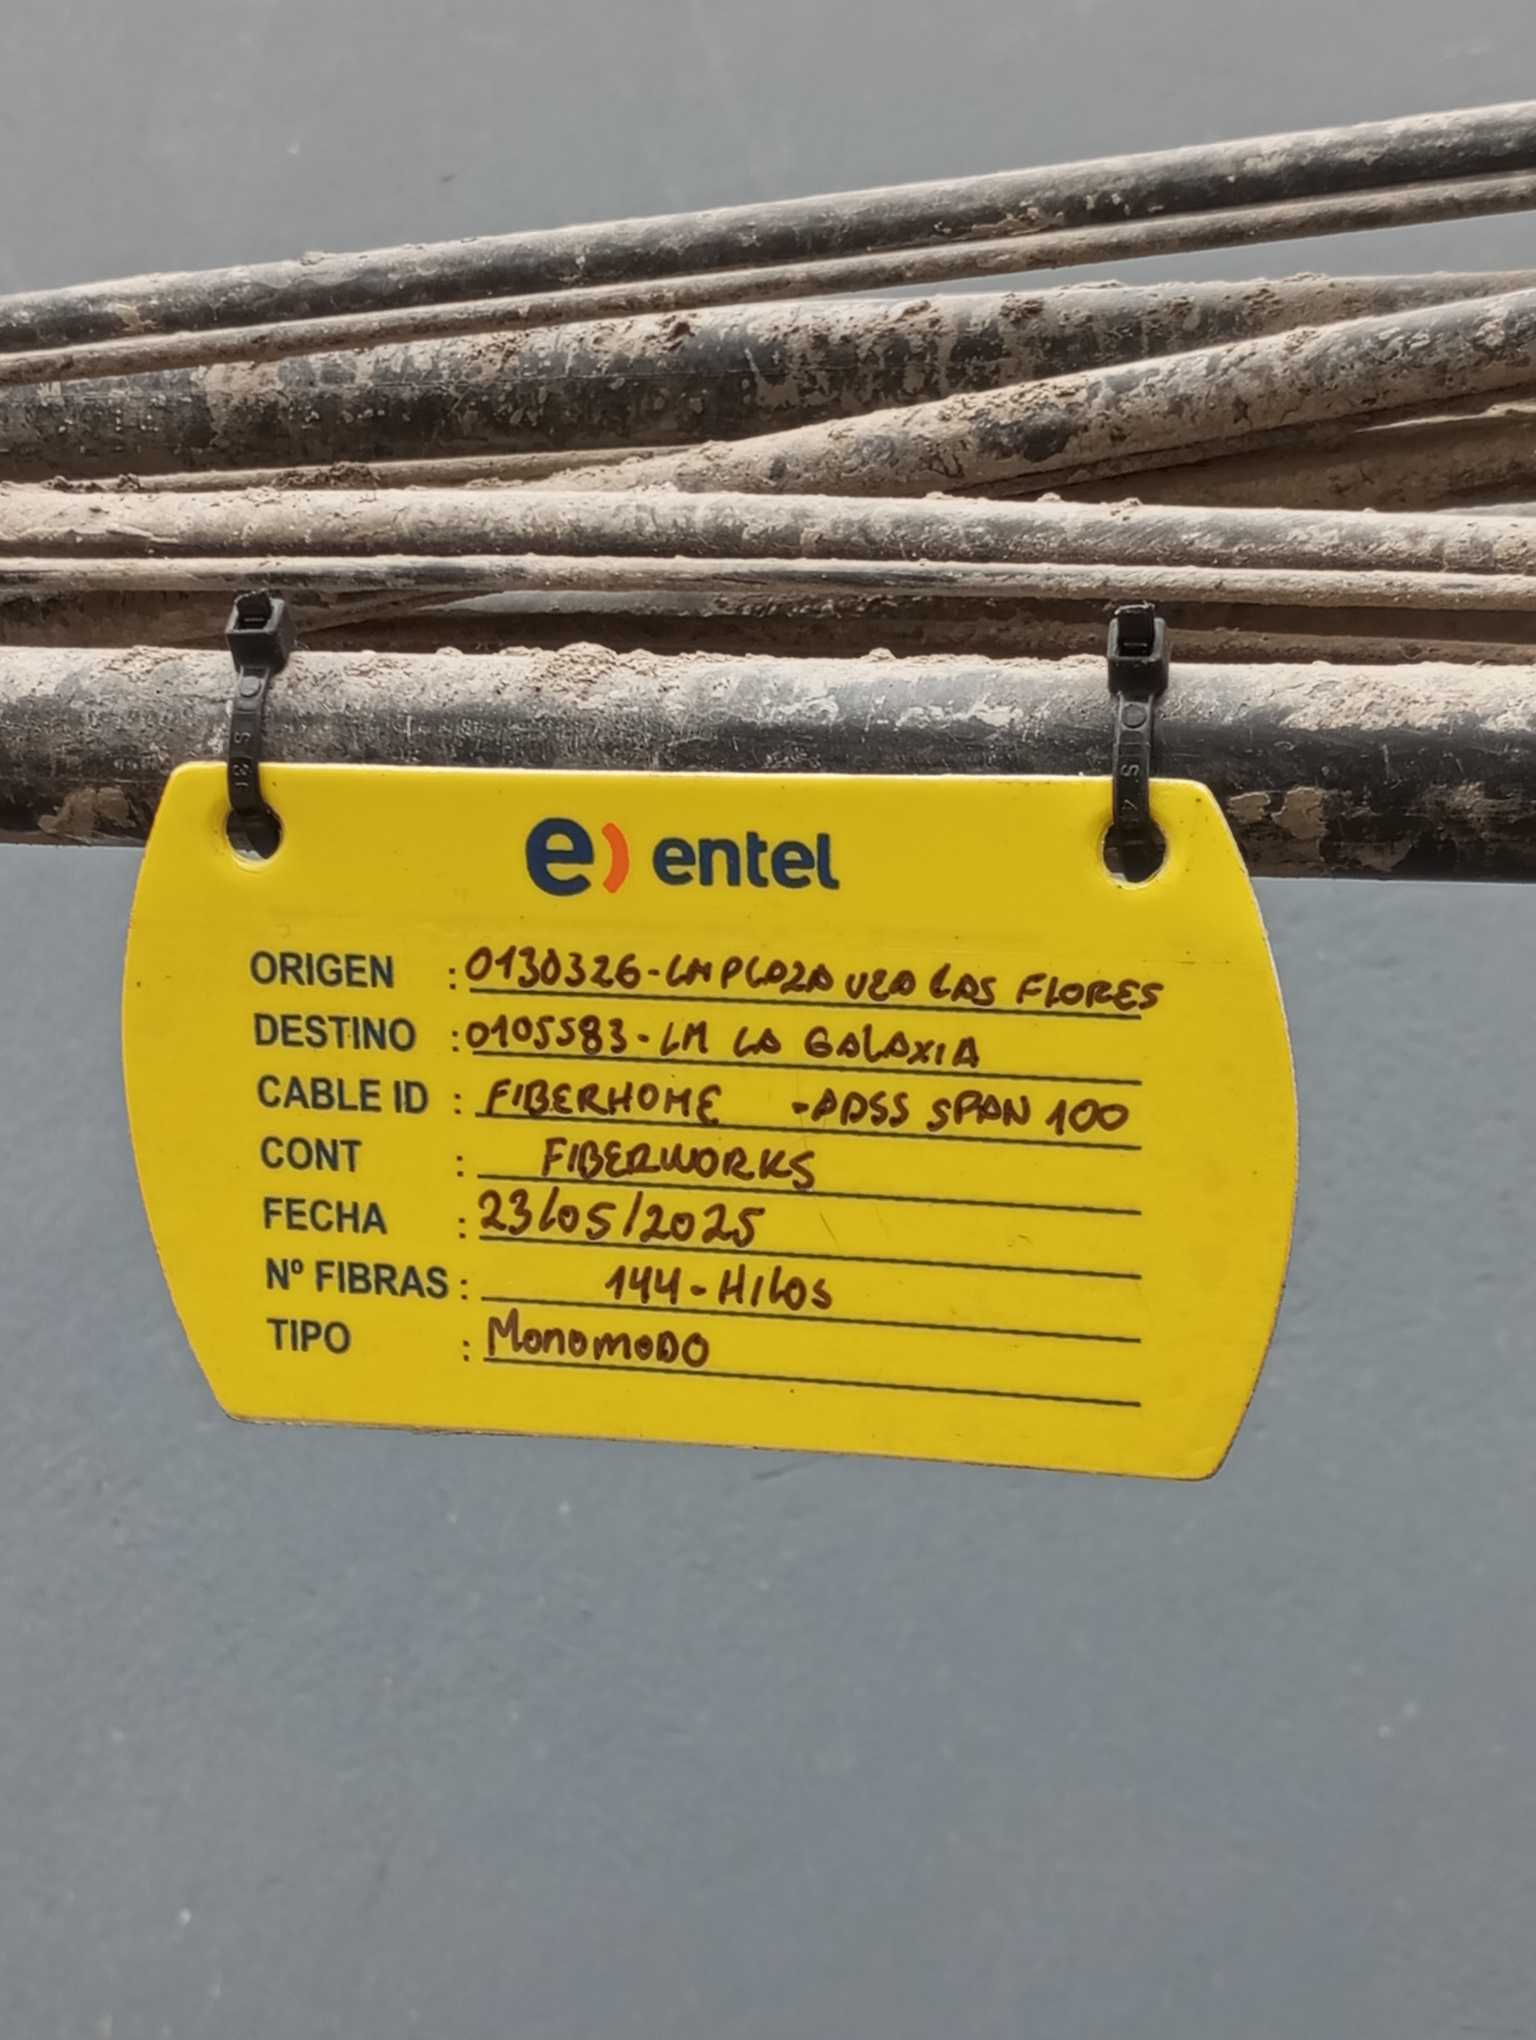 e) entel
ORIGEN : 0130326-LM PLAZA UZA LAS FLORES
DESTINO : 0105583-LM LA GALAXIA
CABLE ID : FIBERHOME -ADSS SPAN 100
CONT : FIBERWORKS
FECHA : 23/05/2025
Nº FIBRAS : 144-HILOS
TIPO : MONOMODO